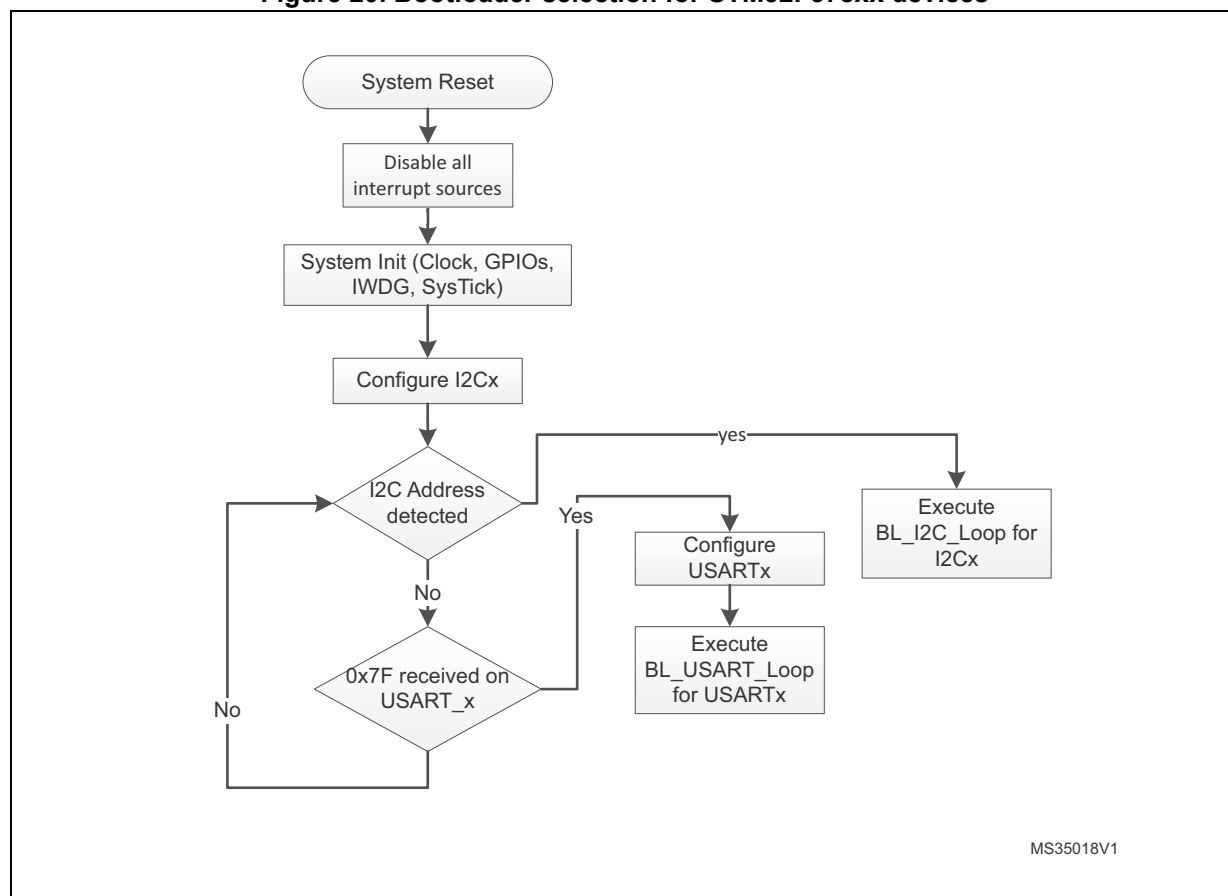 System Reset
Disable all
interrupt sources
System Init (Clock, GPIOs,
IWDG, SysTick)
Configure I2Cx
I2C Address
detected
yes
Execute
BL_I2C_Loop for
I2Cx
No
0x7F received on
USART_x
Yes
Configure
USARTx
Execute
BL_USART_Loop
for USARTx
No
MS35018V1